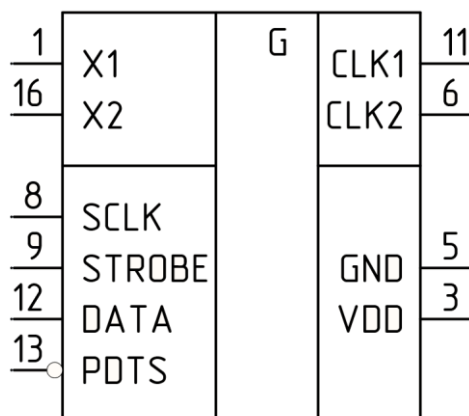 1 X1 G CLK1 11
16 X2 CLK2 6
8 SCLK
9 STROBE GND 5
12 DATA VDD 3
13 PDTS